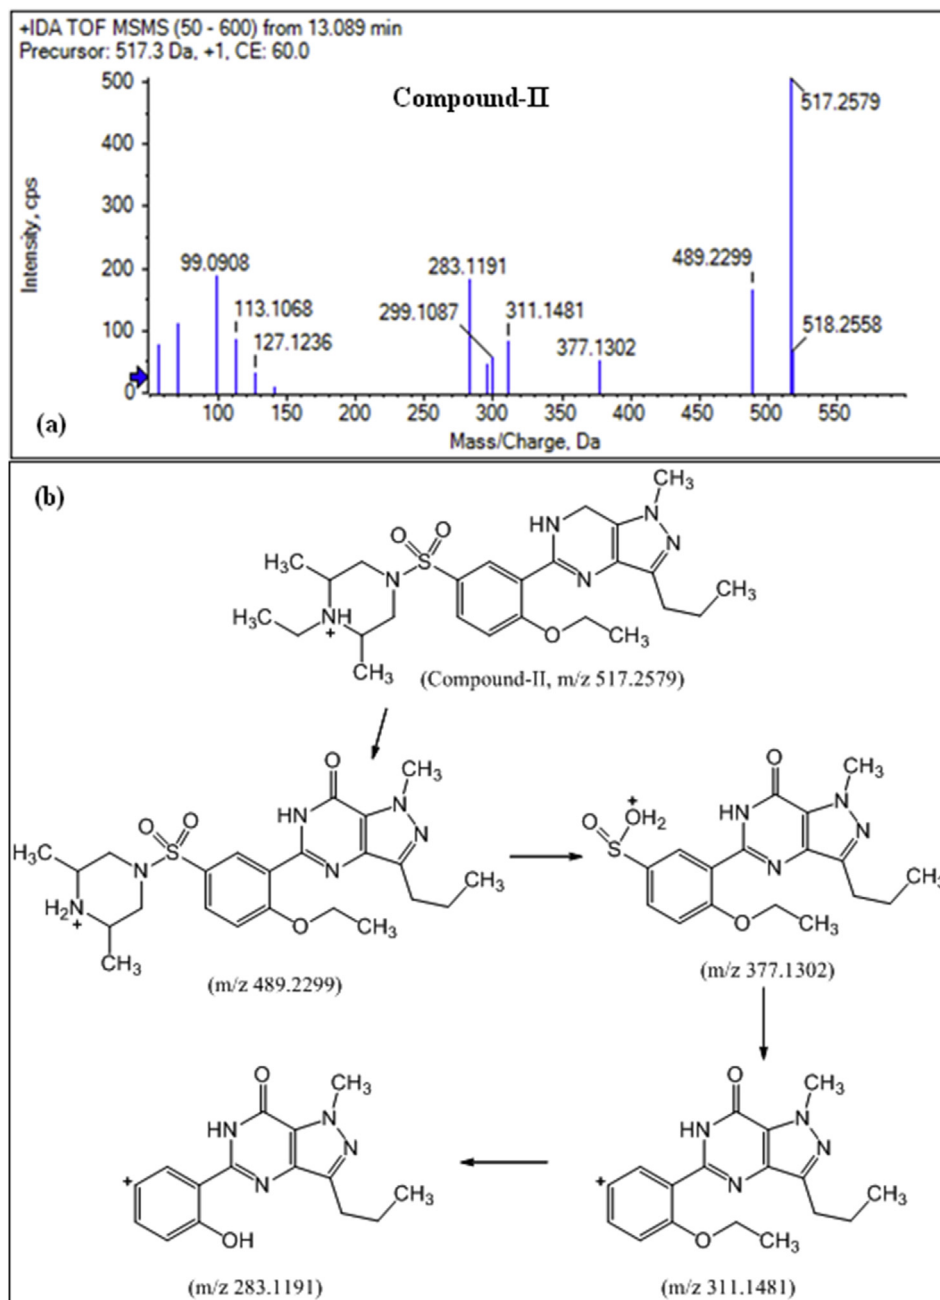 +IDA TOF MSMS (50 - 600) from 13.089 min
Precursor: 517.3 Da, +1, CE: 60.0
Compound-II
Intensity, cps
500
400
300
200
100
0
517.2579
99.0908
283.1191
489.2299
113.1068
299.1087
311.1481
518.2558
127.1236
377.1302
100 150 200 250 300 350 400 450 500 550
Mass/Charge, Da
(a)
(b)
CH₃
O O
HN
N
N
H₃C
S
N
N
NH
+
H₃C
O
CH₃
CH₃
CH₃
(Compound-II, m/z 517.2579)
O
CH₃
HN
N
N
O O
S
N
N
H₃C
H₂N
+
O
CH₃
CH₃
CH₃
(m/z 489.2299)
O
CH₃
+
OH₂
O
S
HN
N
N
N
O
CH₃
CH₃
(m/z 377.1302)
O
CH₃
HN
N
N
N
+
OH
CH₃
(m/z 283.1191)
O
CH₃
HN
N
N
N
+
O
CH₃
CH₃
(m/z 311.1481)